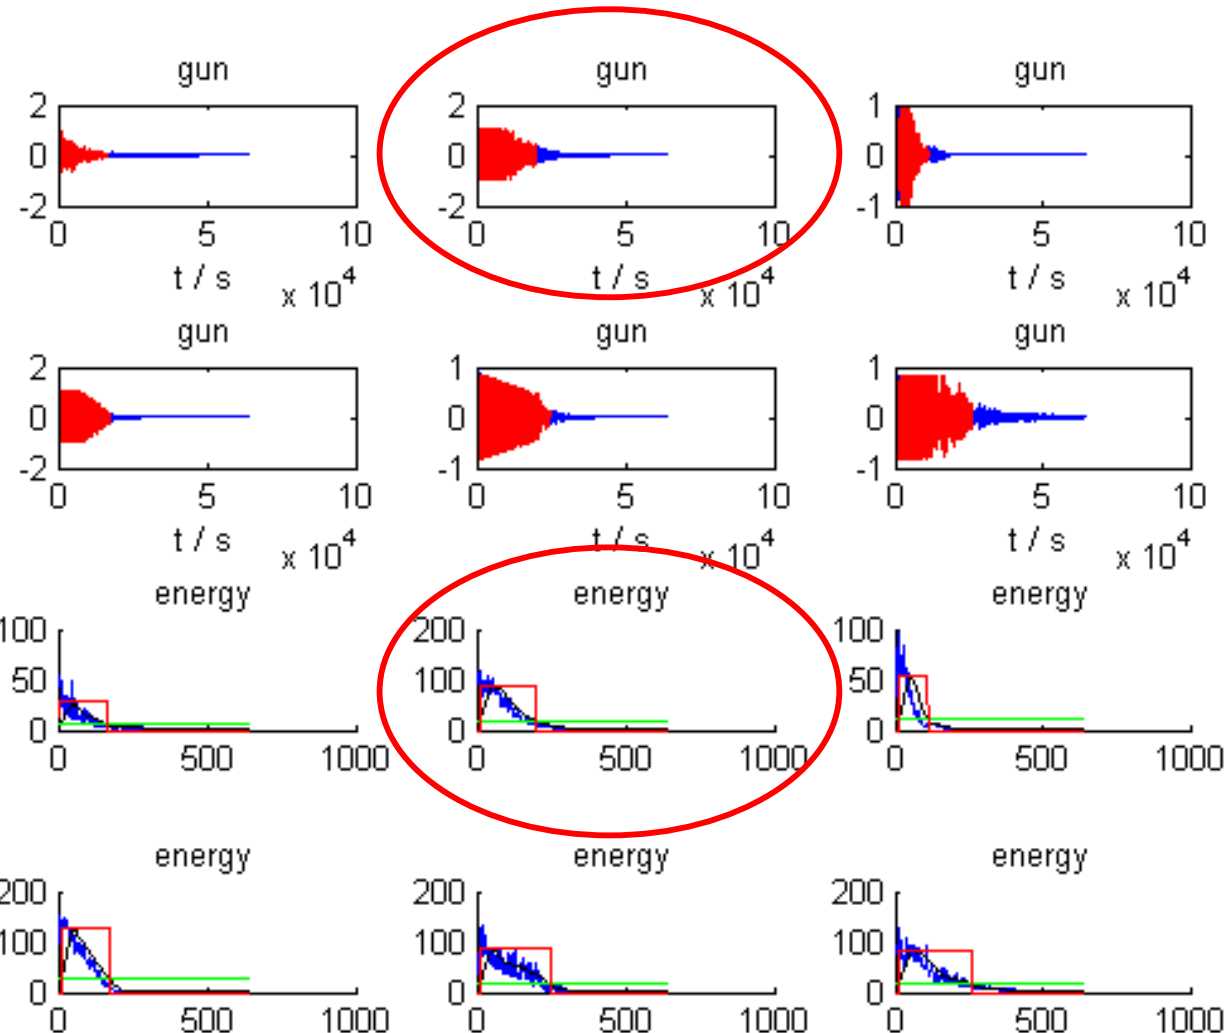 gun gun gun
2 2 1
0 0 0
-2 -2 -1
0 5 10 0 5 10 0 5 10
t / s x 10^4 t / s x 10^4 t / s x 10^4
gun gun gun
2 1 1
0 0 0
-2 -1 -1
0 5 10 0 5 10 0 5 10
t / s x 10^4 t / s x 10^4 t / s x 10^4
energy energy energy
100 200 100
50 100 50
0 0 0
0 500 1000 0 500 1000 0 500 1000
energy energy energy
200 200 200
100 100 100
0 0 0
0 500 1000 0 500 1000 0 500 1000